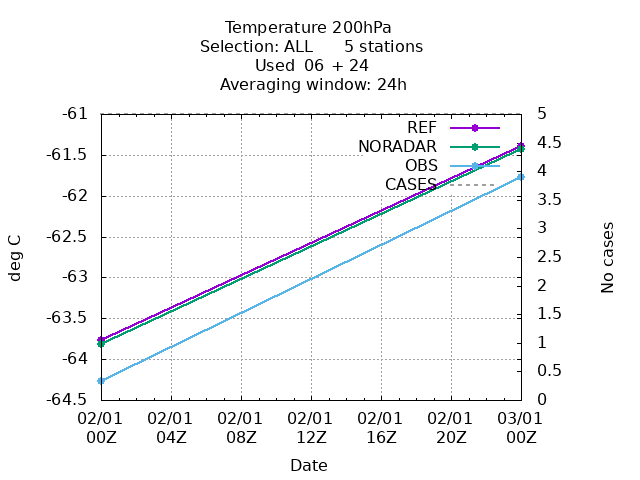 Temperature 200hPa
Selection: ALL      5 stations
Used  06 + 24
Averaging window: 24h
-61
-61.5
-62
-62.5
-63
-63.5
-64
-64.5
deg C
5
4.5
4
3.5
3
2.5
2
1.5
1
0.5
0
No cases
REF
NORADAR
OBS
CASES
02/01 02/01 02/01 02/01 02/01 02/01 03/01
00Z 04Z 08Z 12Z 16Z 20Z 00Z
Date